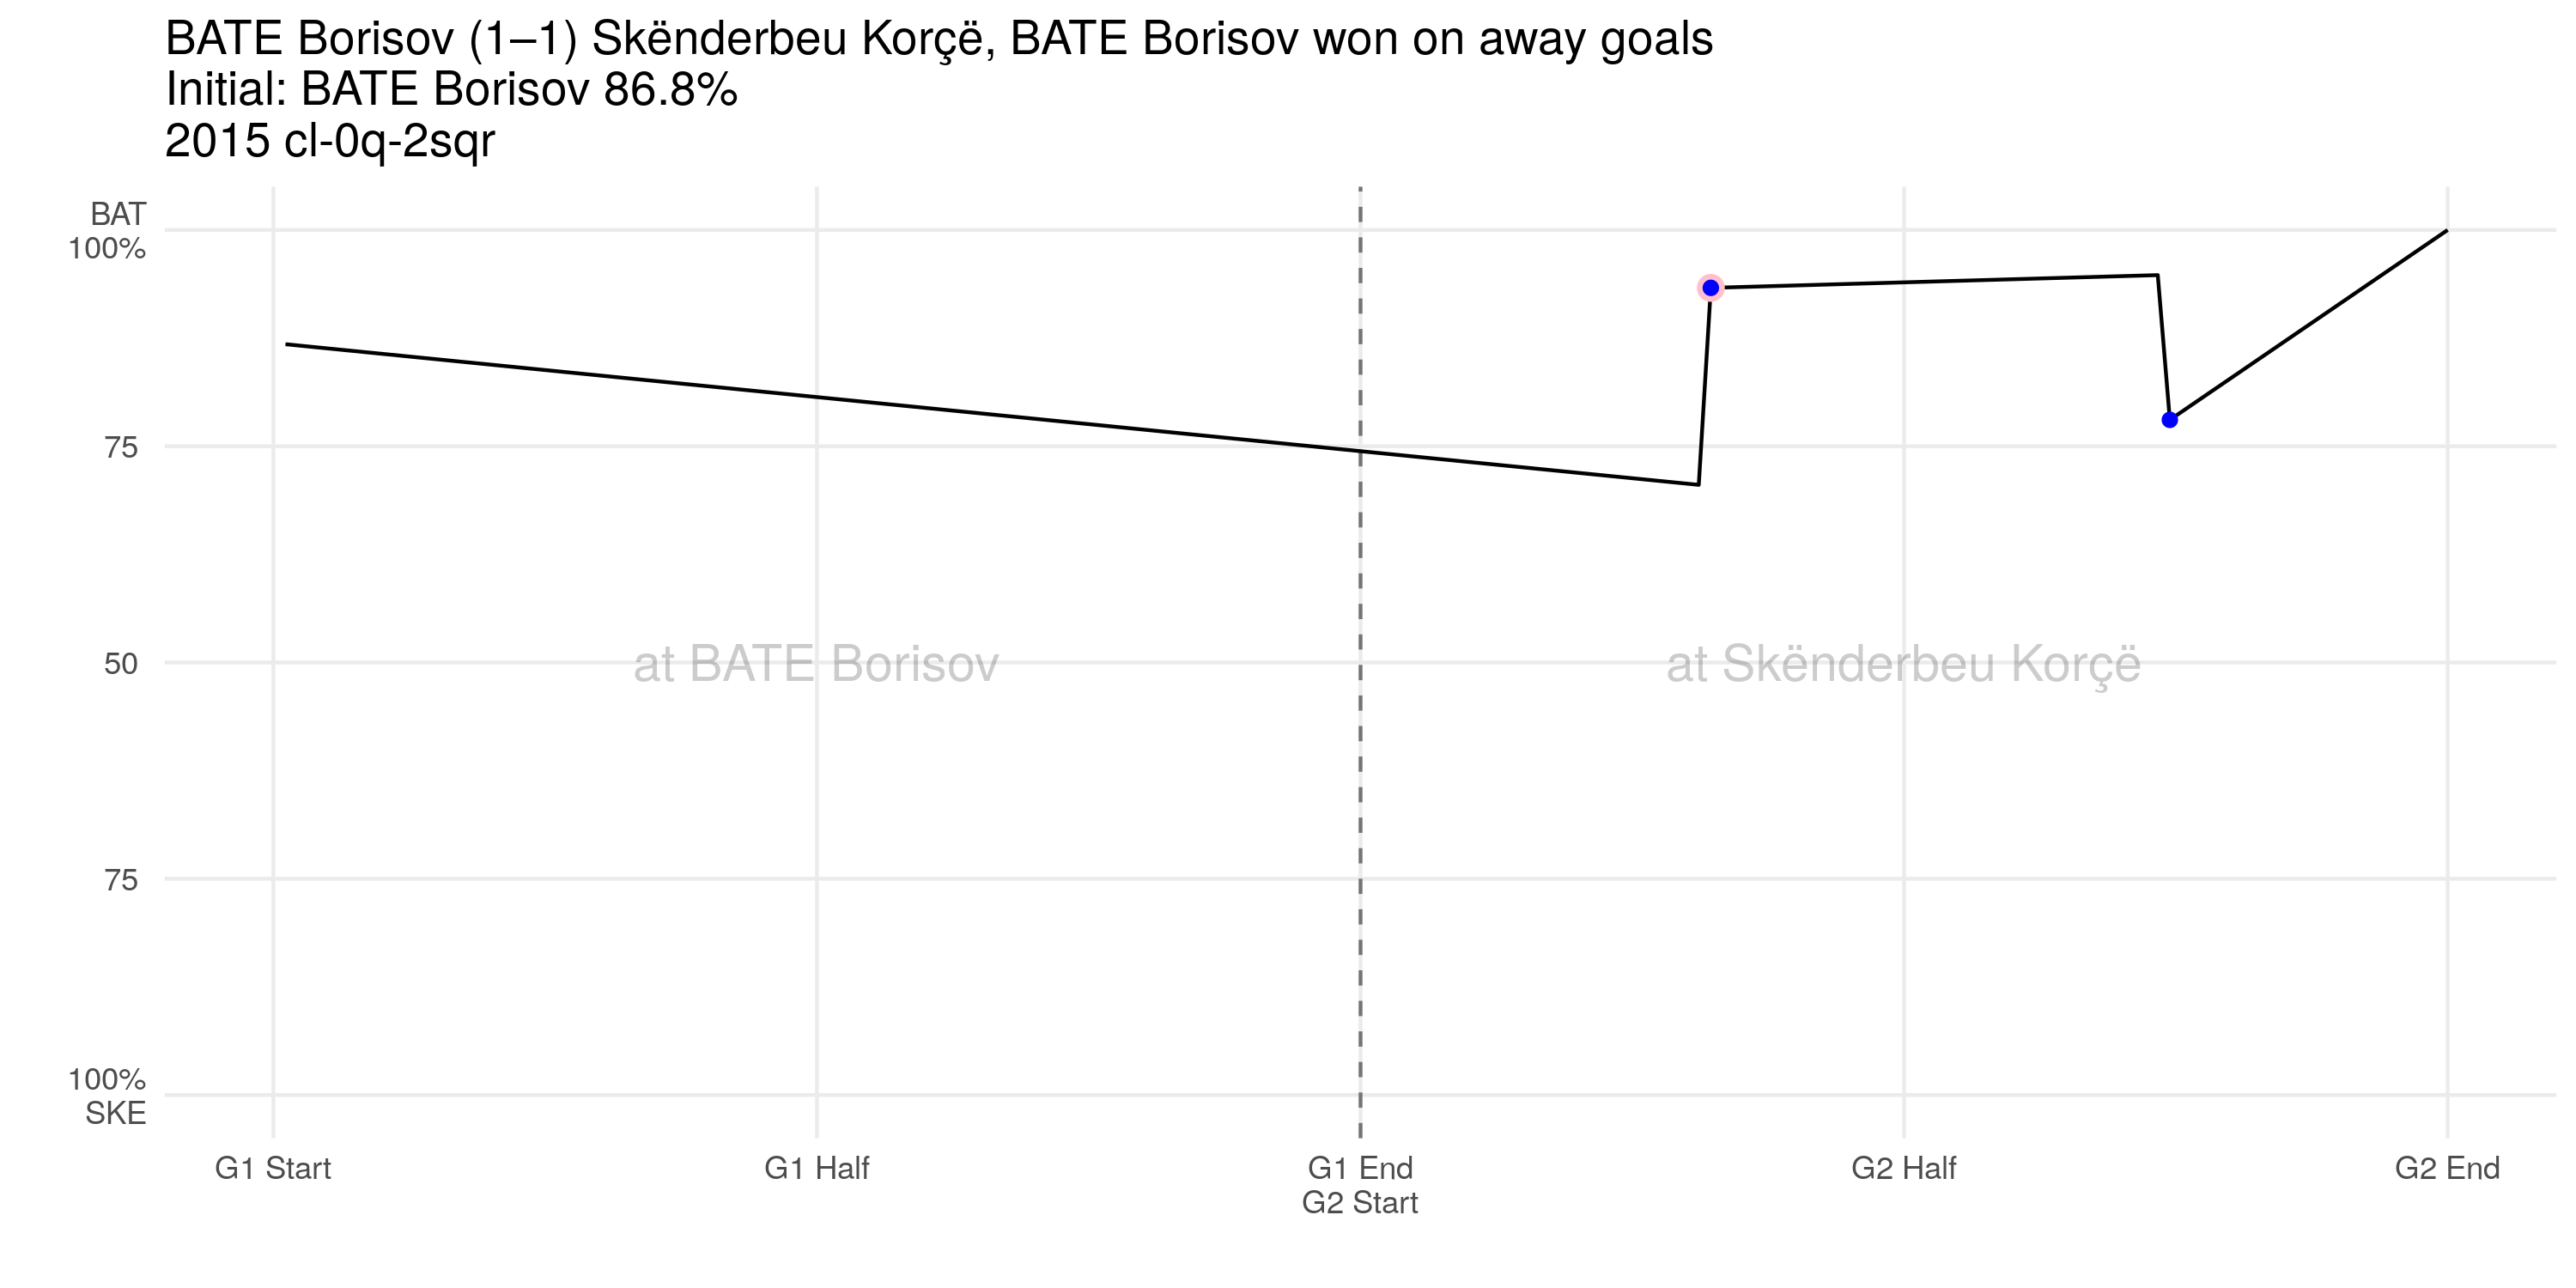 BATE Borisov (1–1) Skënderbeu Korçë, BATE Borisov won on away goals
Initial: BATE Borisov 86.8%
2015 cl-0q-2sqr
BAT
100%
75
50
75
100%
SKE
at BATE Borisov
at Skënderbeu Korçë
G1 Start
G1 Half
G1 End
G2 Start
G2 Half
G2 End